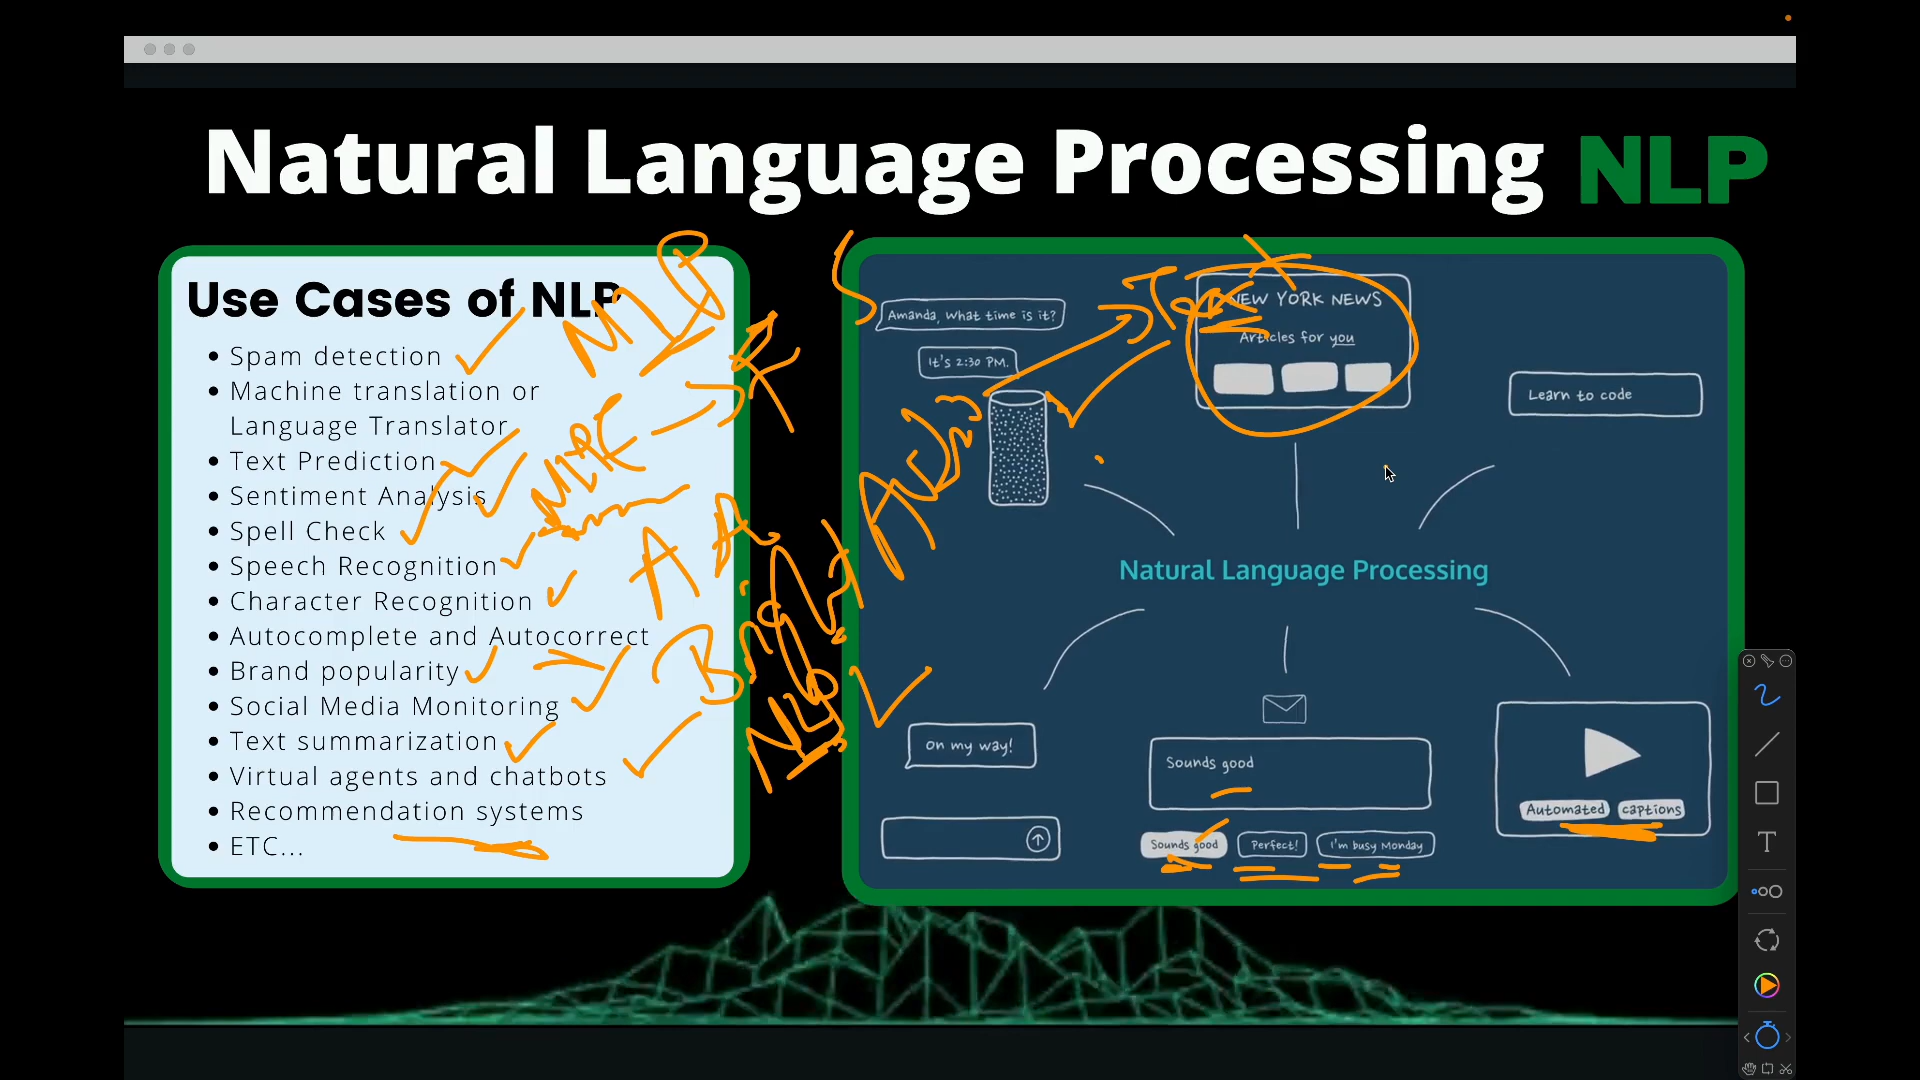 Natural Language Processing NLP
Use Cases of NLP
• Spam detection
• Machine translation or
Language Translator
• Text Prediction
• Sentiment Analysis
• Spell Check
• Speech Recognition
• Character Recognition
• Autocomplete and Autocorrect
• Brand popularity
• Social Media Monitoring
• Text summarization
• Virtual agents and chatbots
• Recommendation systems
• ETC...
Amanda, What time is it?
It's 2:30 PM.
NEW YORK NEWS
Articles for you
Learn to code
Natural Language Processing
on my way!
Sounds good
Sounds good
Perfect!
I'm busy Monday
Automated captions
NLP
T